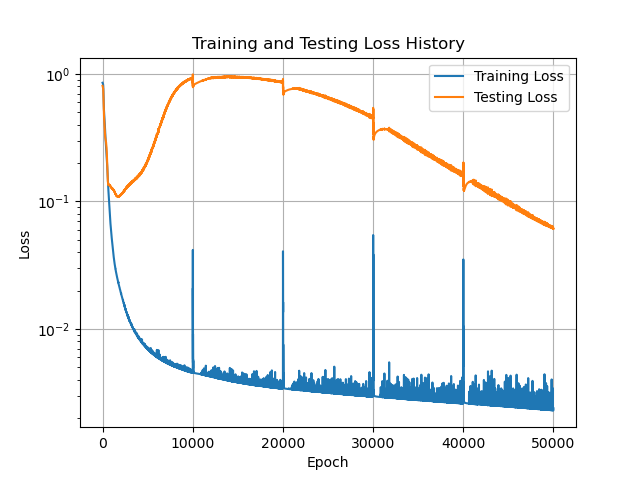 Training and Testing Loss History
Training Loss
Testing Loss
10⁰
10⁻¹
10⁻²
Loss
0
10000
20000
30000
40000
50000
Epoch